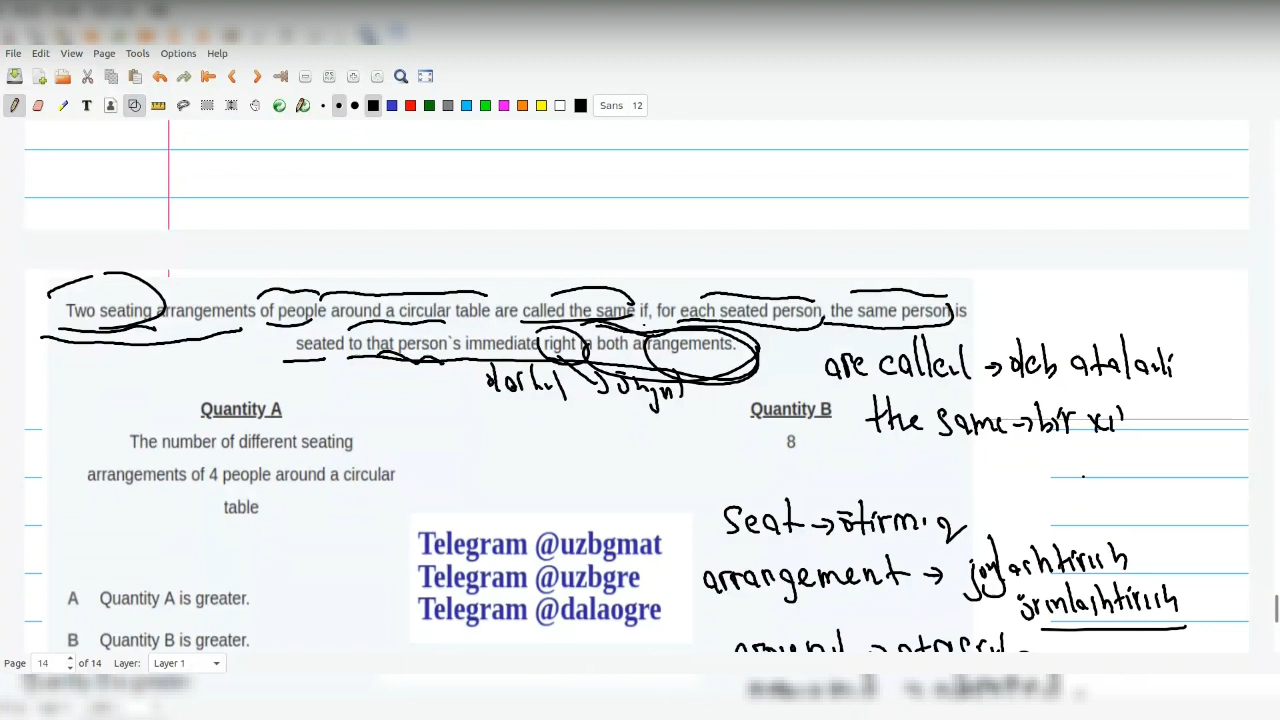 File Edit View Page Tools Options Help
Sans 12
Two seating arrangements of people around a circular table are called the same if, for each seated person, the same person is
seated to that person`s immediate right in both arrangements.
are called → deb ataladi
the same → bir xil
Quantity A
The number of different seating
arrangements of 4 people around a circular
table
Quantity B
8
seat → o̅tirmoq
arrangement → joylashtirish
o̅rinlashtirish
Telegram @uzbgmat
Telegram @uzbgre
Telegram @dalaogre
A Quantity A is greater.
B Quantity B is greater.
around →
Page 14 of 14 Layer: Layer 1